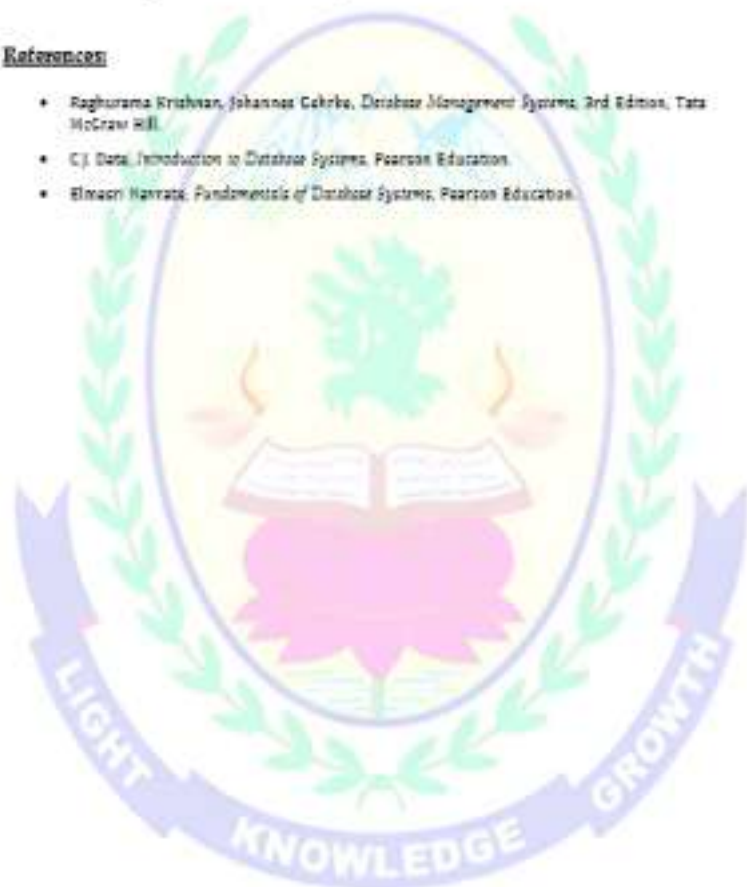 References:
• Raghurama Krishnan, Johannes Gehrke, Database Management Systems, 3rd Edition, Tata
McGraw Hill.
• C.J. Date, Introduction to Database Systems, Pearson Education.
• Elmasri Navrate, Fundamentals of Database Systems, Pearson Education.
LIGHT
KNOWLEDGE
GROWTH